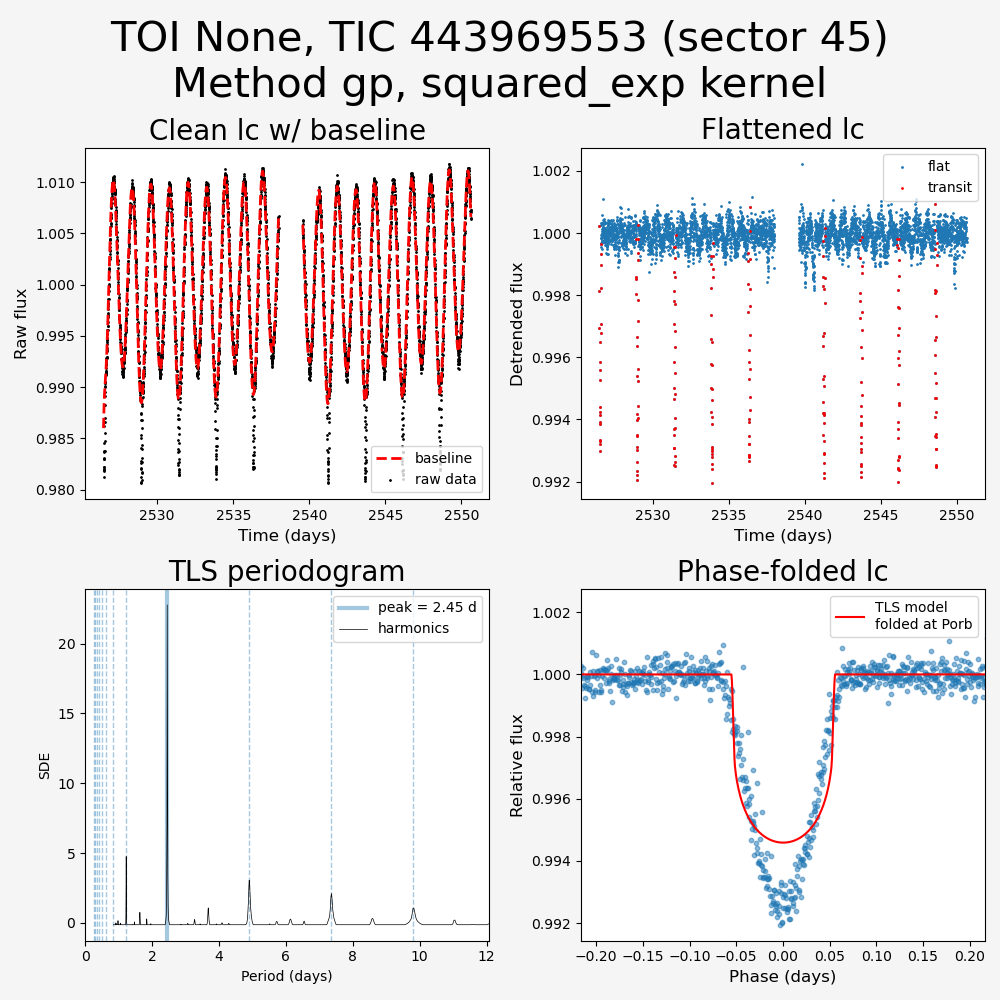 TOI None, TIC 443969553 (sector 45)
Method gp, squared_exp kernel
Clean lc w/ baseline
Raw flux
1.010
1.005
1.000
0.995
0.990
0.985
0.980
baseline
raw data
2530
2535
2540
2545
2550
Time (days)
Flattened lc
Detrended flux
1.002
1.000
0.998
0.996
0.994
0.992
flat
transit
2530
2535
2540
2545
2550
Time (days)
TLS periodogram
SDE
20
15
10
5
0
peak = 2.45 d
harmonics
0
2
4
6
8
10
12
Period (days)
Phase-folded lc
Relative flux
1.002
1.000
0.998
0.996
0.994
0.992
TLS model
folded at Porb
−0.20
−0.15
−0.10
−0.05
0.00
0.05
0.10
0.15
0.20
Phase (days)